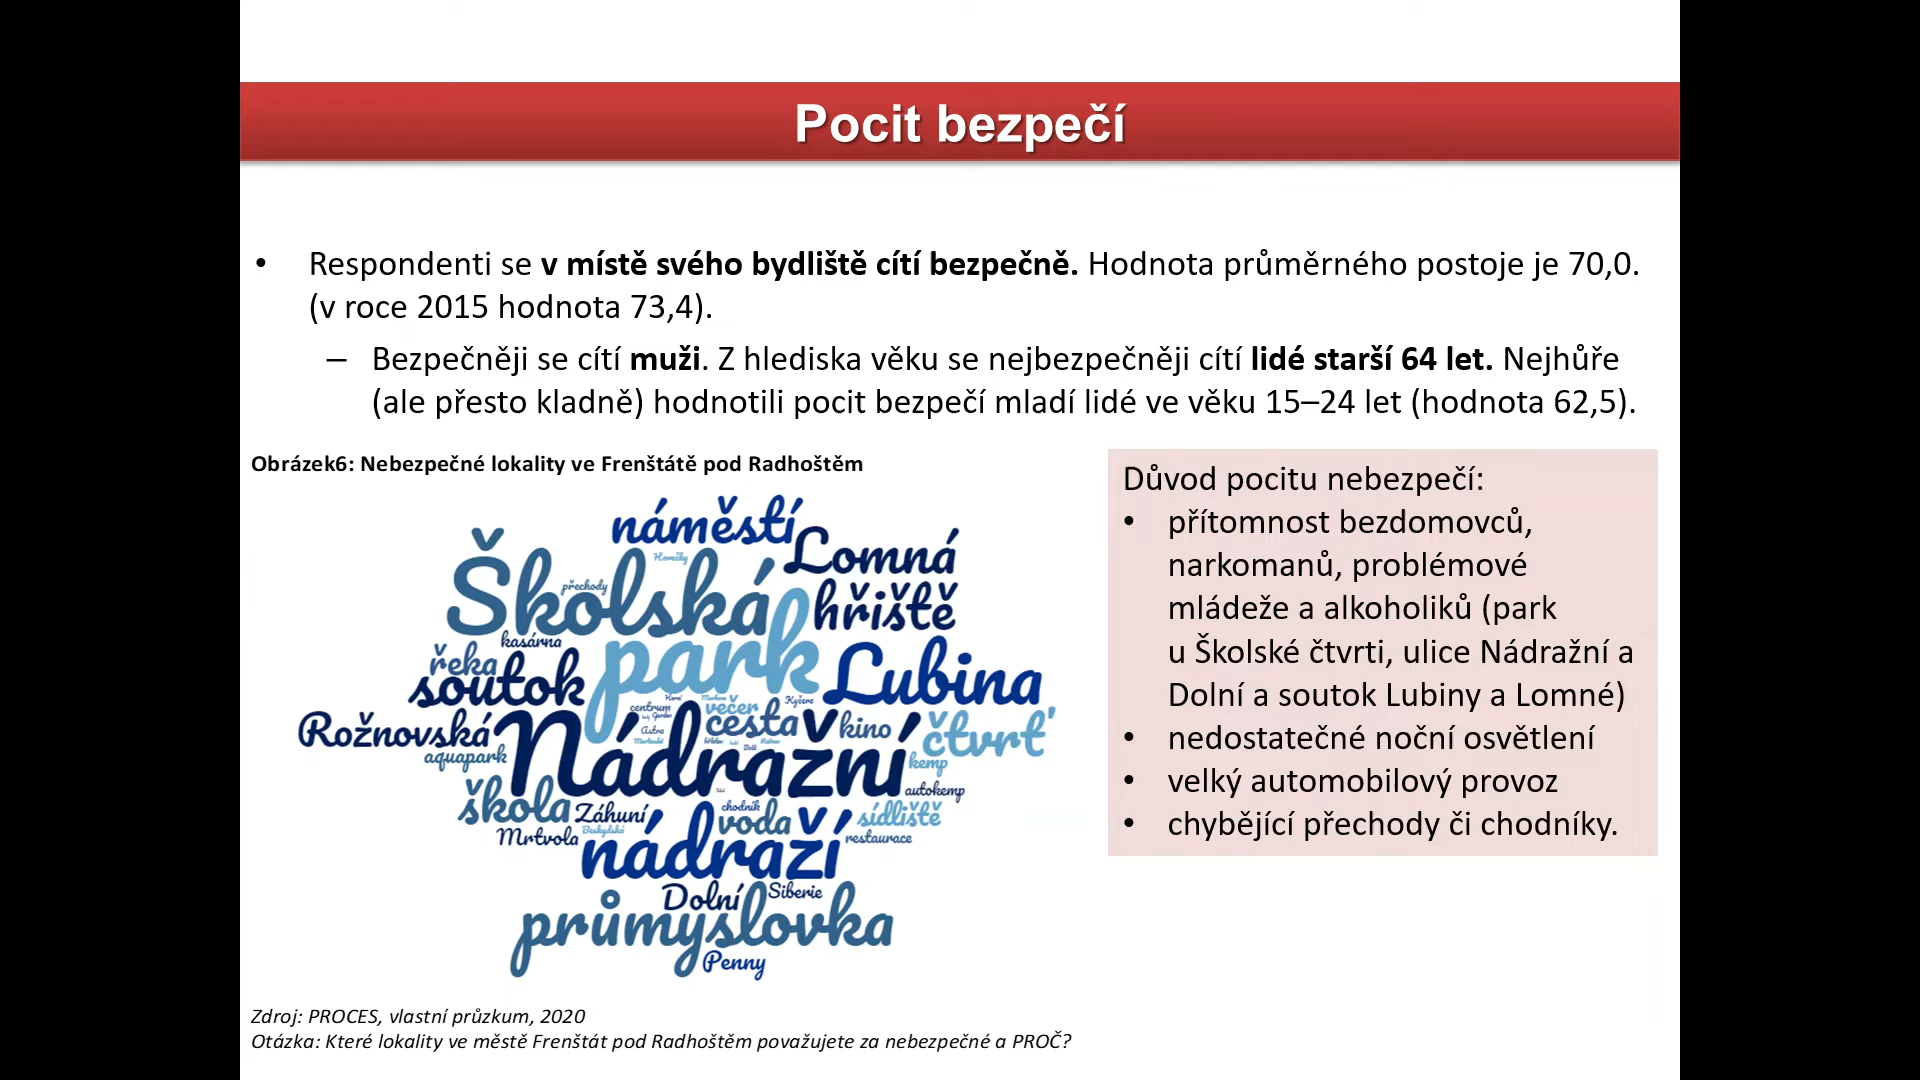 Pocit bezpečí
• Respondenti se v místě svého bydliště cítí bezpečně. Hodnota průměrného postoje je 70,0.
(v roce 2015 hodnota 73,4).
– Bezpečněji se cítí muži. Z hlediska věku se nejbezpečněji cítí lidé starší 64 let. Nejhůře
(ale přesto kladně) hodnotili pocit bezpečí mladí lidé ve věku 15–24 let (hodnota 62,5).
Obrázek6: Nebezpečné lokality ve Frenštátě pod Radhoštěm
náměstí
Lomná
Horečky
Školská
přechody
hřiště
kasárna
park
řeka
soutok
Lubina
Horní
Kyčera
centrum
večer
Rožnovská
cesta
kino
čtvrť
Astra
Nádražní
aquapark
kemp
autokemp
škola
Záhuní
chodník
voda
sídliště
Beskydská
Mrtvola
restaurace
nádraží
Dolní
Siberie
průmyslovka
Penny
Důvod pocitu nebezpečí:
• přítomnost bezdomovců,
narkomanů, problémové
mládeže a alkoholiků (park
u Školské čtvrti, ulice Nádražní a
Dolní a soutok Lubiny a Lomné)
• nedostatečné noční osvětlení
• velký automobilový provoz
• chybějící přechody či chodníky.
Zdroj: PROCES, vlastní průzkum, 2020
Otázka: Které lokality ve městě Frenštát pod Radhoštěm považujete za nebezpečné a PROČ?